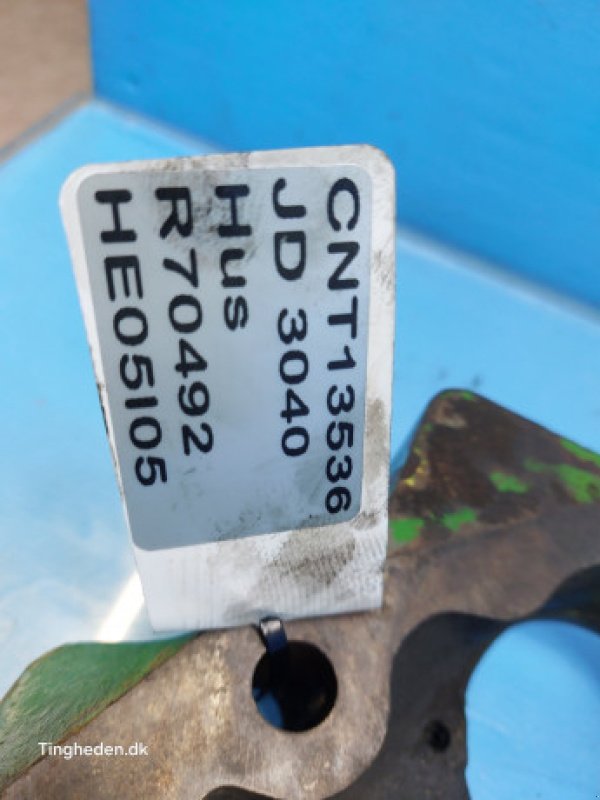 CNT13536
JD 3040
Hus
R70492
HE05105
Tingheden.dk